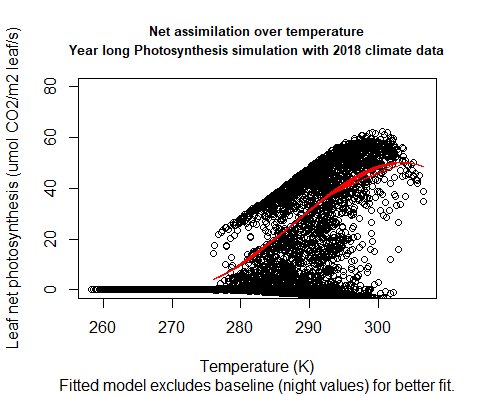 Net assimilation over temperature
Year long Photosynthesis simulation with 2018 climate data
Leaf net photosynthesis (umol CO2/m2 leaf/s)
80
60
40
20
0
260 270 280 290 300
Temperature (K)
Fitted model excludes baseline (night values) for better fit.